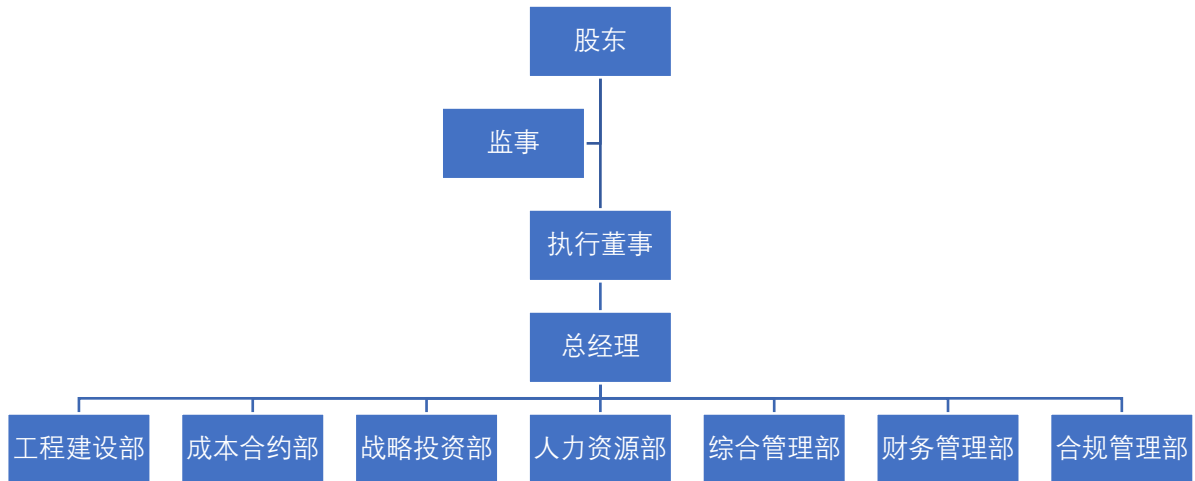 股东
监事
执行董事
总经理
工程建设部
成本合约部
战略投资部
人力资源部
综合管理部
财务管理部
合规管理部